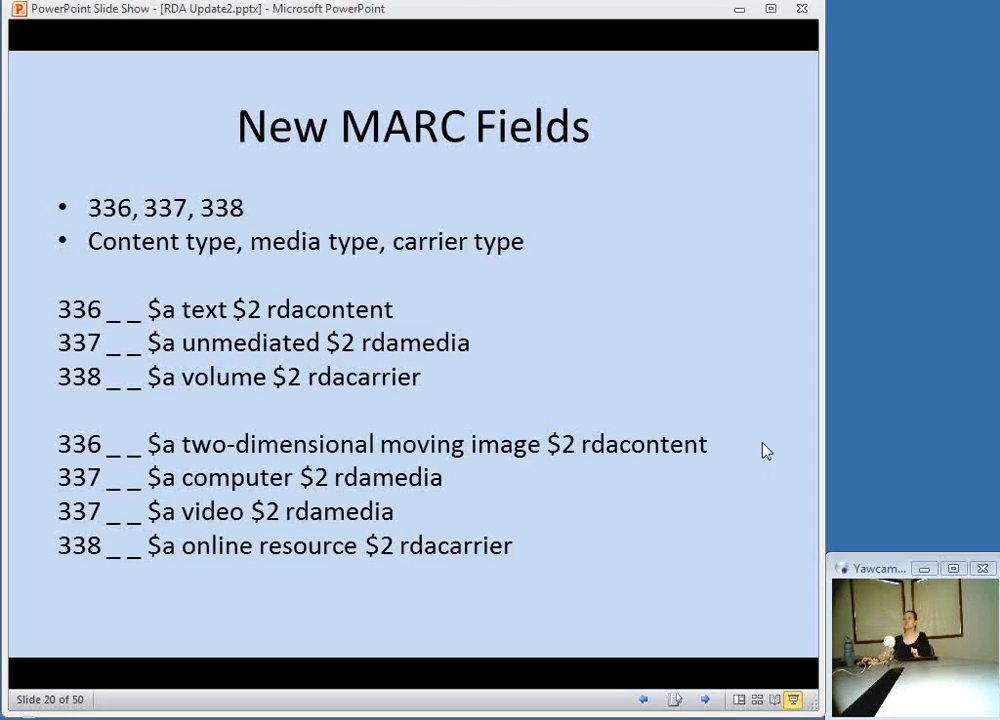 PowerPoint Slide Show - [RDA Update2.pptx] - Microsoft PowerPoint
New MARC Fields
• 336, 337, 338
• Content type, media type, carrier type
336 _ _ $a text $2 rdacontent
337 _ _ $a unmediated $2 rdamedia
338 _ _ $a volume $2 rdacarrier
336 _ _ $a two-dimensional moving image $2 rdacontent
337 _ _ $a computer $2 rdamedia
337 _ _ $a video $2 rdamedia
338 _ _ $a online resource $2 rdacarrier
Yawcam...
Slide 20 of 50